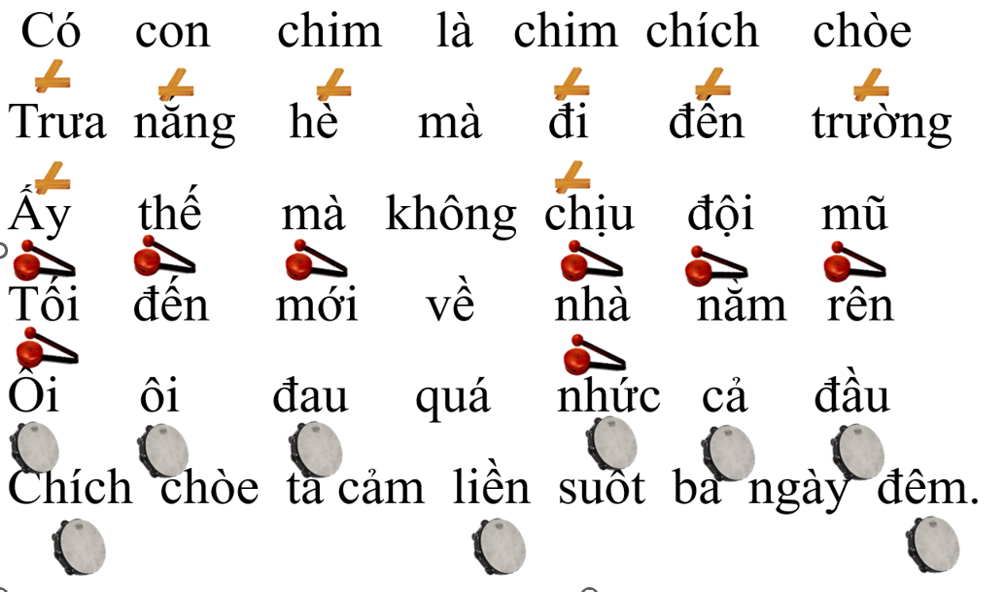 Có con chim là chim chích chòe
Trưa nắng hè mà đi đến trường
Ấy thế mà không chịu đội mũ
Tối đến mới về nhà nằm rên
Ôi ôi đau quá nhức cả đầu
Chích chòe ta cảm liền suốt ba ngày đêm.